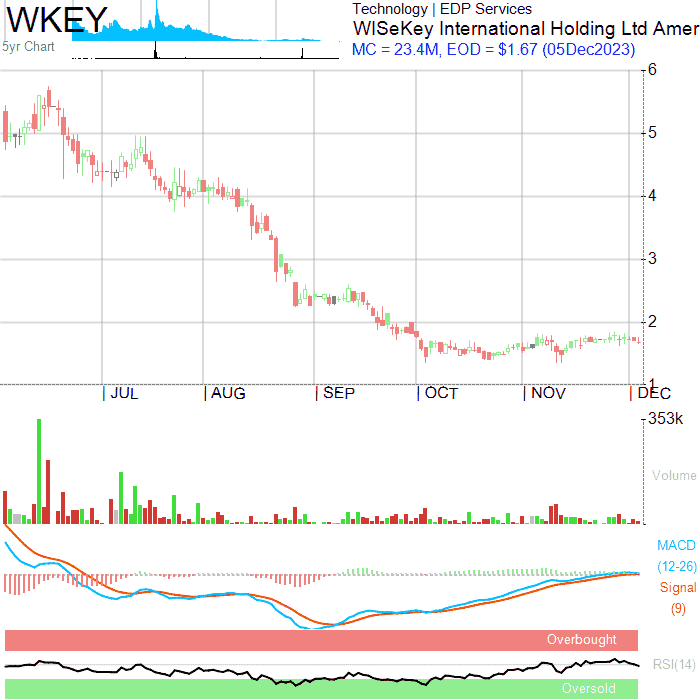 WKEY
5yr Chart
Technology | EDP Services
WISeKey International Holding Ltd Amer
MC = 23.4M, EOD = $1.67 (05Dec2023)
6
5
4
3
2
1
JUL AUG SEP OCT NOV DEC
353k
Volume
MACD
(12-26)
Signal
(9)
Overbought
RSI(14)
Oversold